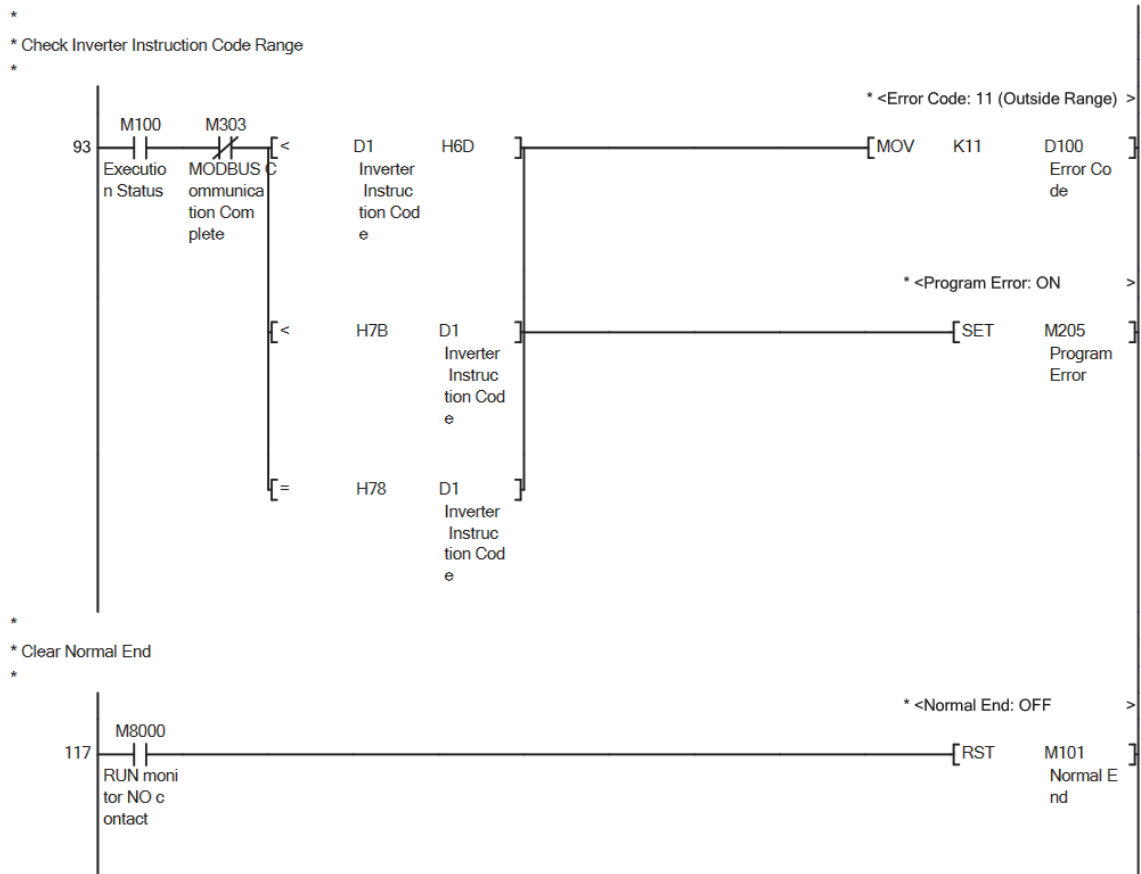 *
* Check Inverter Instruction Code Range
*
* <Error Code: 11 (Outside Range) >
M100 M303
93 [< D1 H6D ] [MOV K11 D100 ]
Executio MODBUS C Inverter Error Co
n Status ommunica Instruc de
tion Com tion Cod
plete e
* <Program Error: ON >
[< H7B D1 ] [SET M205 ]
Inverter Program
Instruc Error
tion Cod
e
[= H78 D1 ]
Inverter
Instruc
tion Cod
e
*
* Clear Normal End
*
* <Normal End: OFF >
M8000
117 [RST M101 ]
RUN moni Normal E
tor NO c nd
ontact